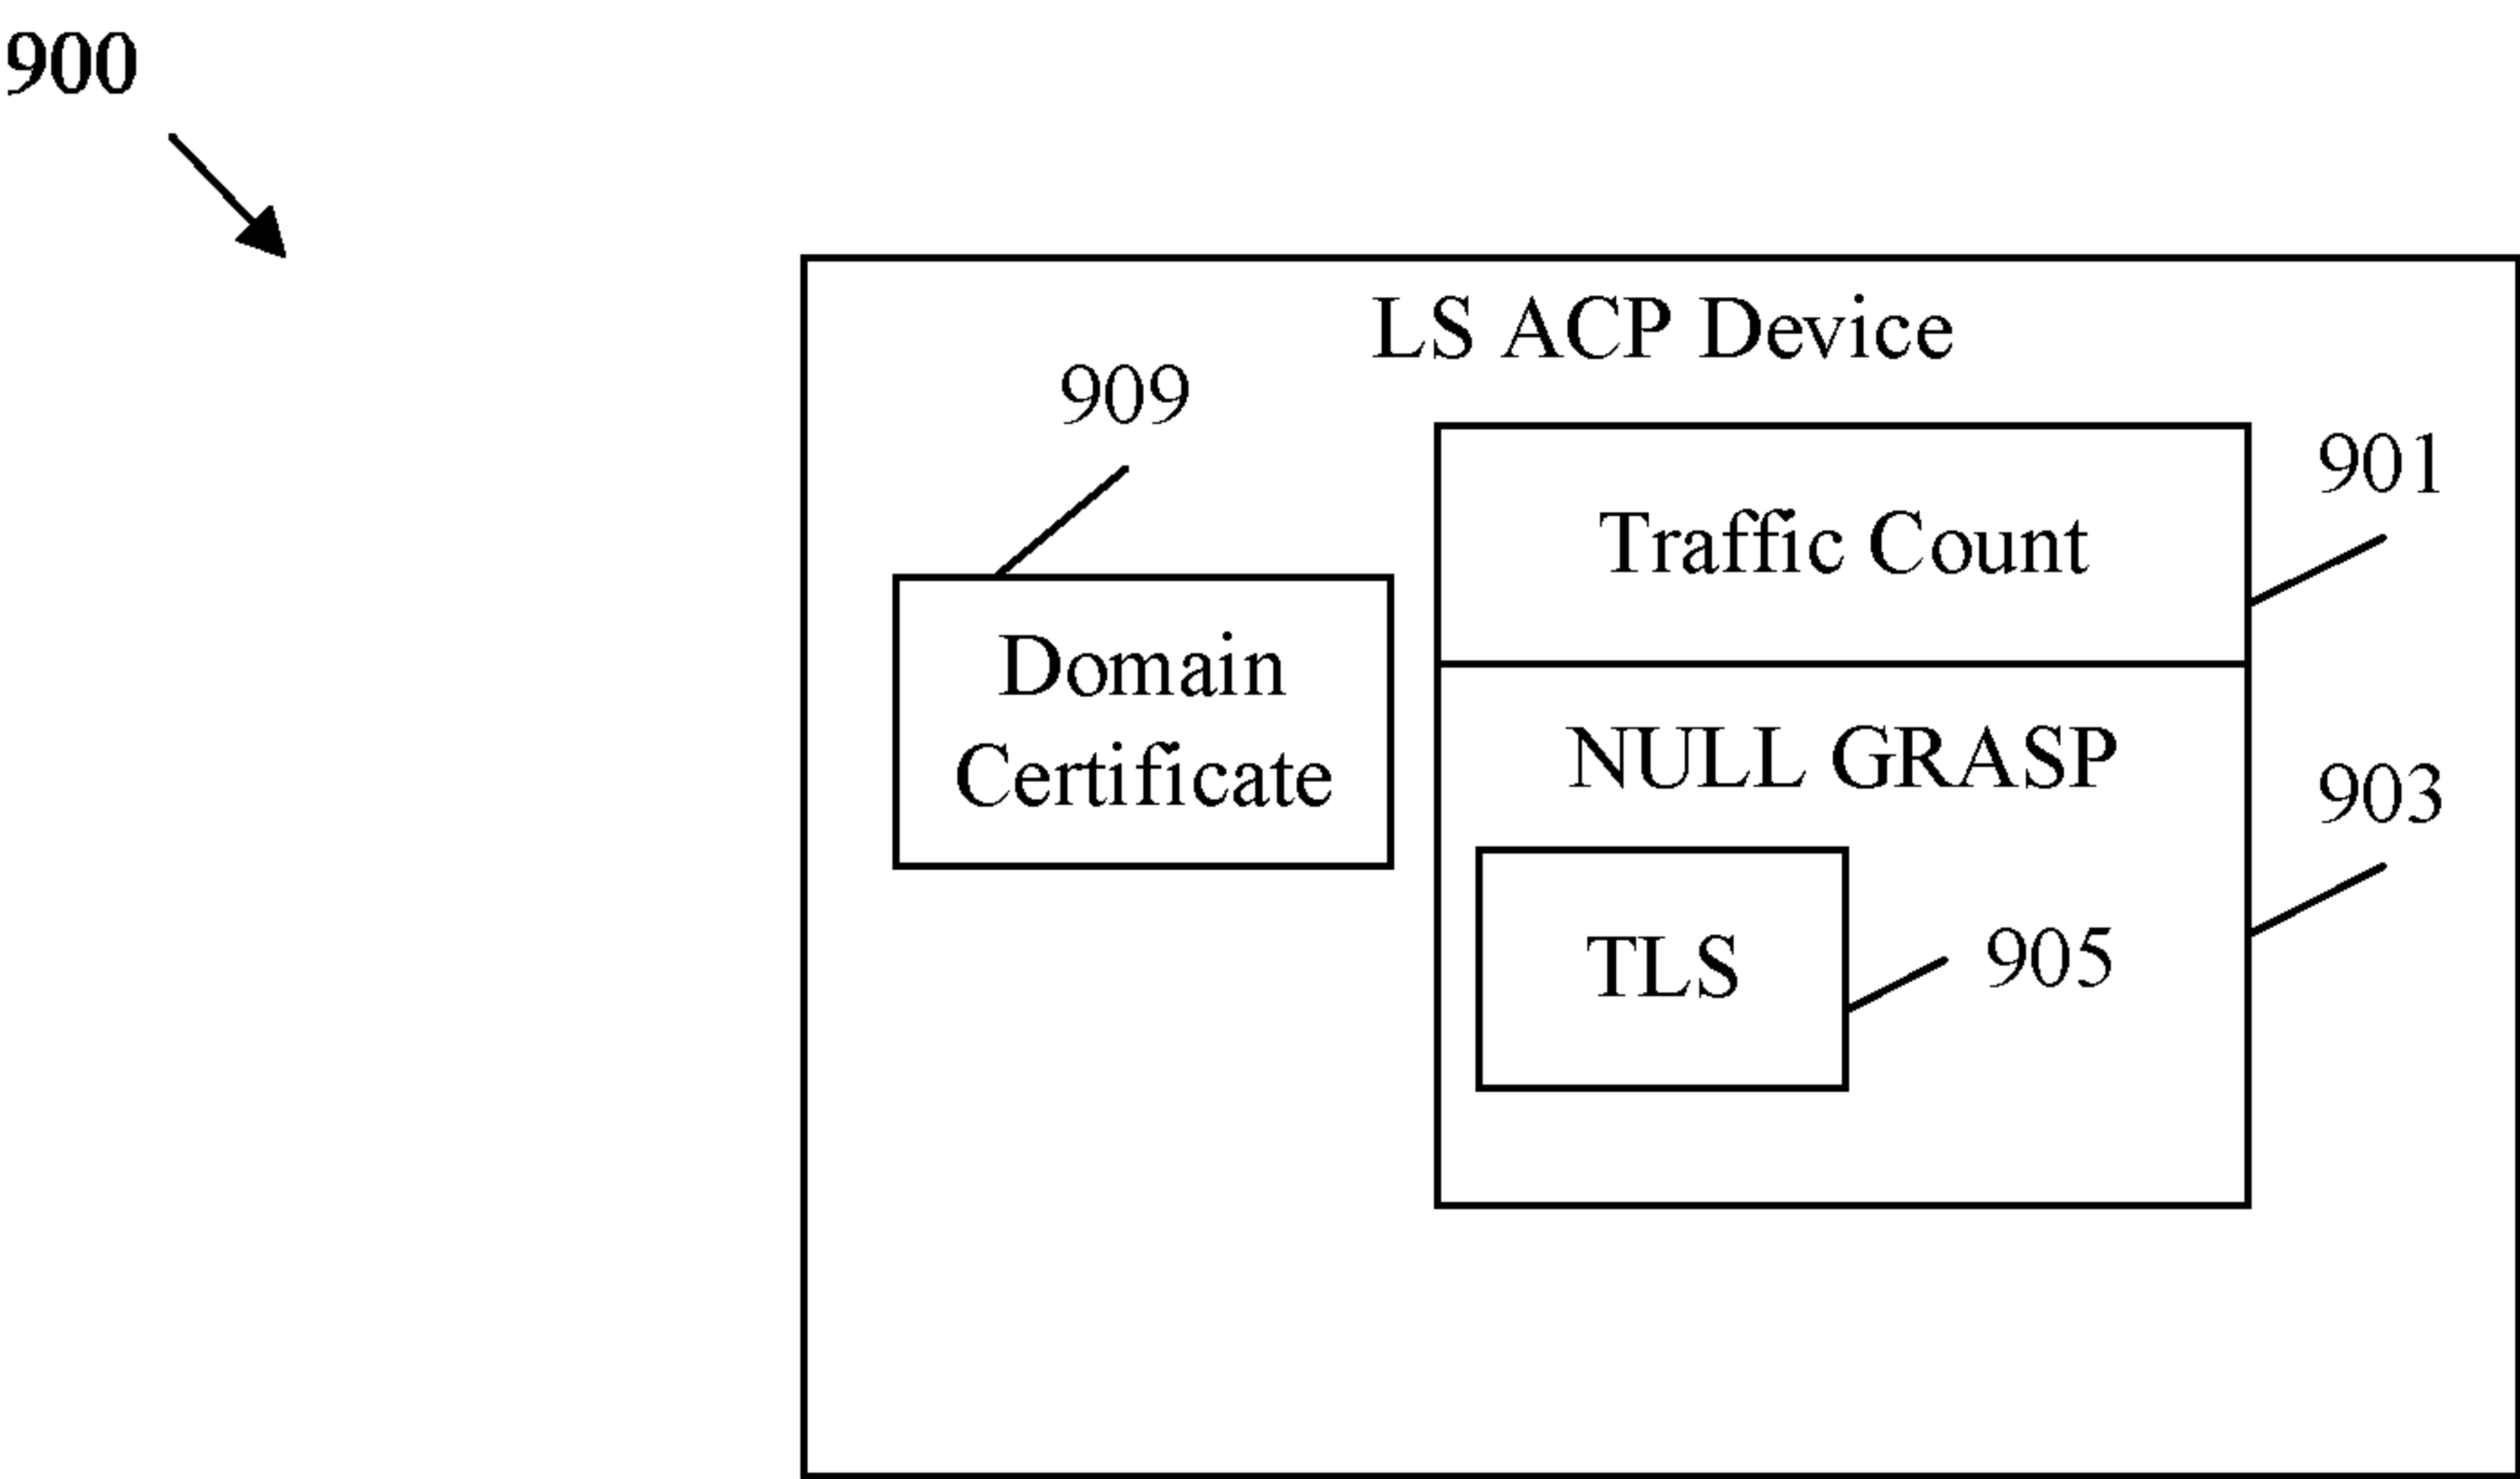 900
LS ACP Device
909
901
Traffic Count
Domain
Certificate
NULL GRASP
903
TLS
905